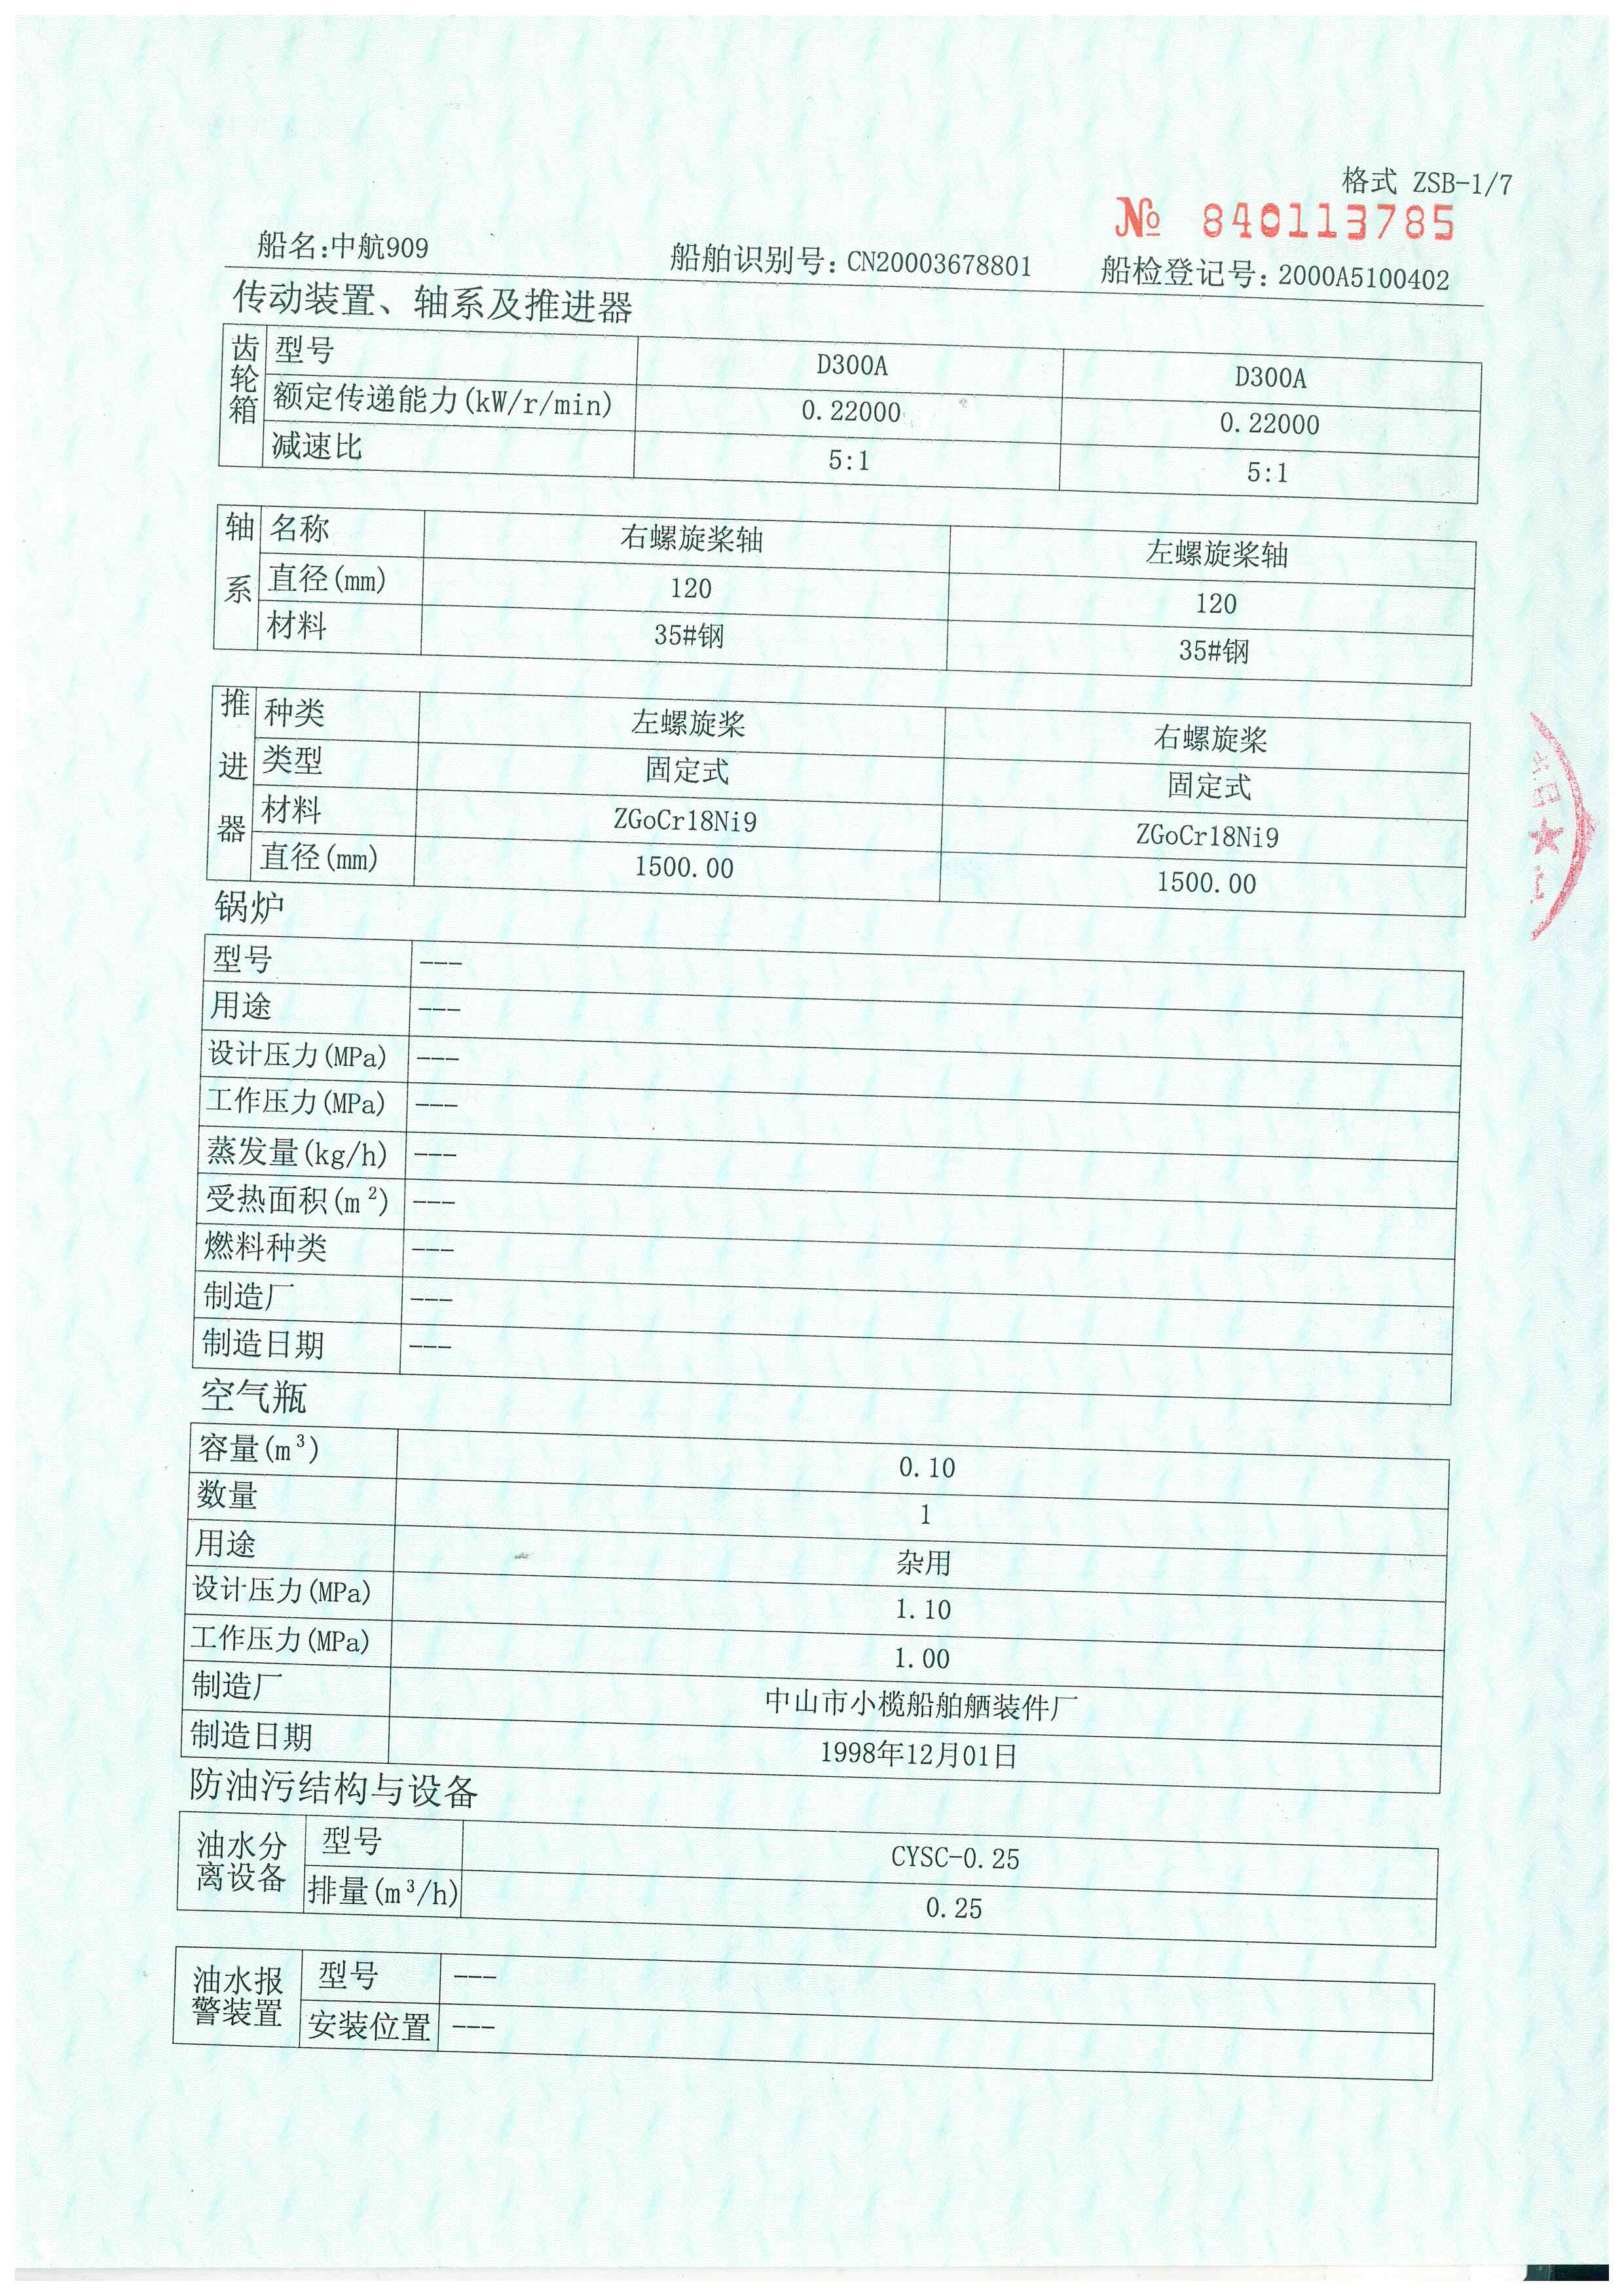 格式 ZSB-1/7
№ 840113785
船名:中航909 船舶识别号: CN20003678801 船检登记号: 2000A5100402
传动装置、轴系及推进器
齿轮箱
型号 D300A D300A
额定传递能力(kW/r/min) 0.22000 0.22000
减速比 5:1 5:1
轴系
名称 右螺旋桨轴 左螺旋桨轴
直径(mm) 120 120
材料 35#钢 35#钢
推进器
种类 左螺旋桨 右螺旋桨
类型 固定式 固定式
材料 ZGoCr18Ni9 ZGoCr18Ni9
直径(mm) 1500.00 1500.00
锅炉
型号 ---
用途 ---
设计压力(MPa) ---
工作压力(MPa) ---
蒸发量(kg/h) ---
受热面积(m²) ---
燃料种类 ---
制造厂 ---
制造日期 ---
空气瓶
容量(m³) 0.10
数量 1
用途 杂用
设计压力(MPa) 1.10
工作压力(MPa) 1.00
制造厂 中山市小榄船舶舾装件厂
制造日期 1998年12月01日
防油污结构与设备
油水分离设备
型号 CYSC-0.25
排量(m³/h) 0.25
油水报警装置
型号 ---
安装位置 ---